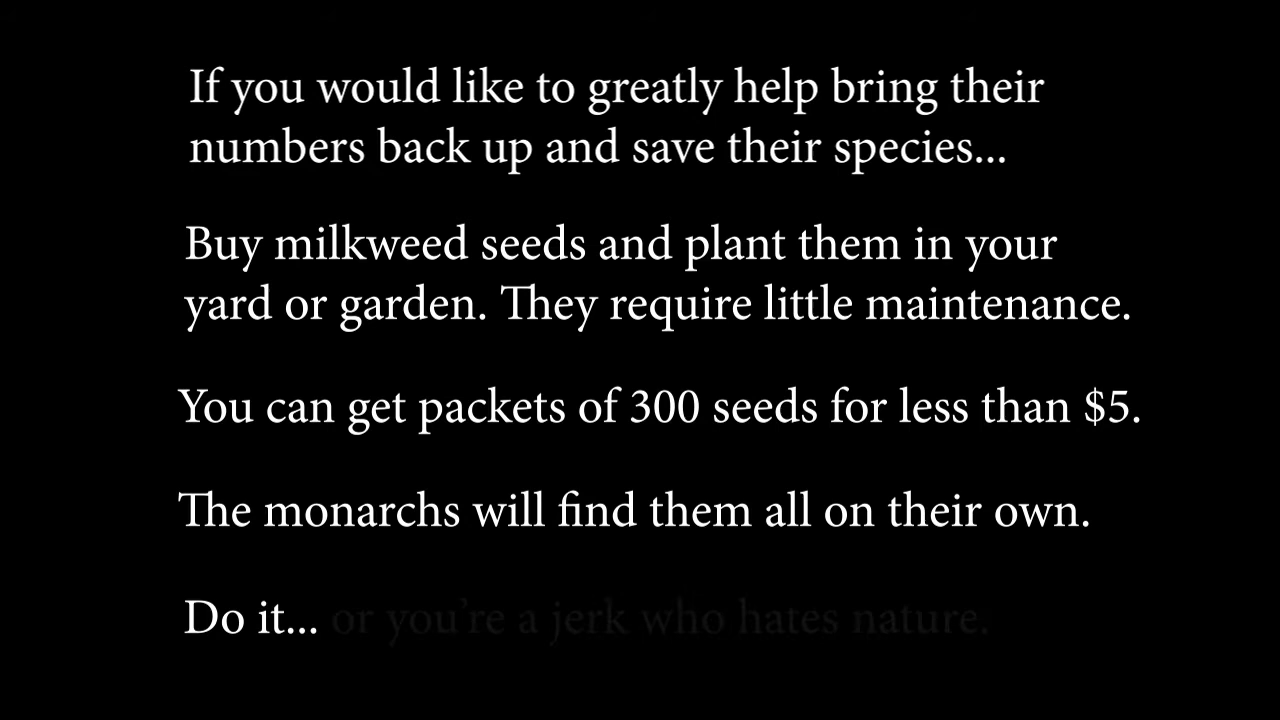 If you would like to greatly help bring their
numbers back up and save their species...
Buy milkweed seeds and plant them in your
yard or garden. They require little maintenance.
You can get packets of 300 seeds for less than $5.
The monarchs will find them all on their own.
Do it... or you're a jerk who hates nature.